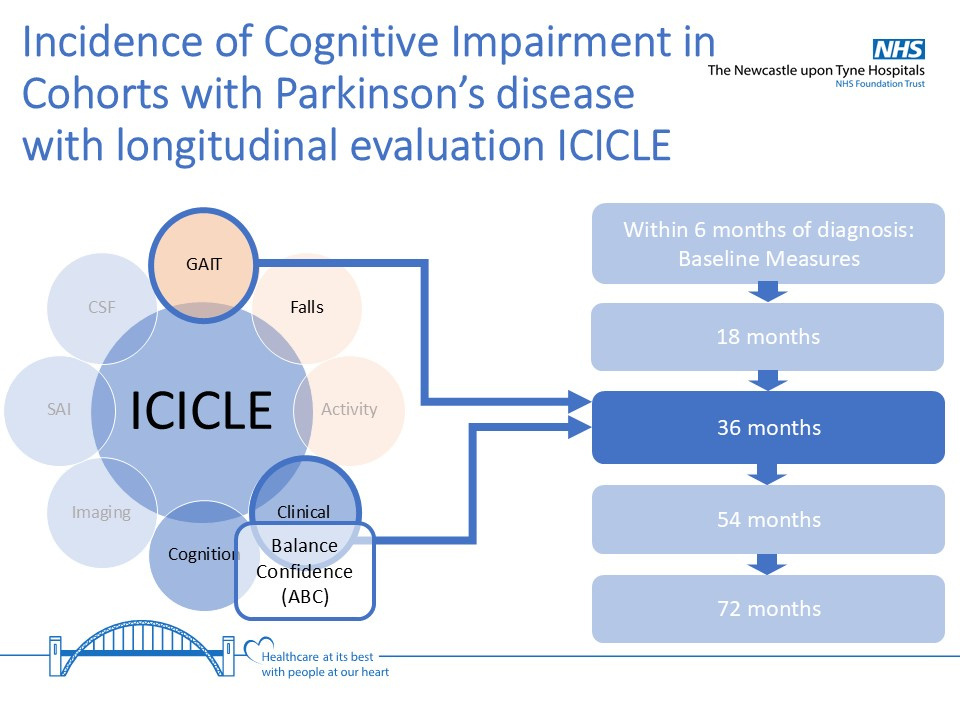 Incidence of Cognitive Impairment in
Cohorts with Parkinson’s disease
with longitudinal evaluation ICICLE
NHS
The Newcastle upon Tyne Hospitals
NHS Foundation Trust
GAIT
CSF
Falls
SAI
ICICLE
Activity
Imaging
Clinical
Cognition
Balance
Confidence
(ABC)
Within 6 months of diagnosis:
Baseline Measures
18 months
36 months
54 months
72 months
Healthcare at its best
with people at our heart